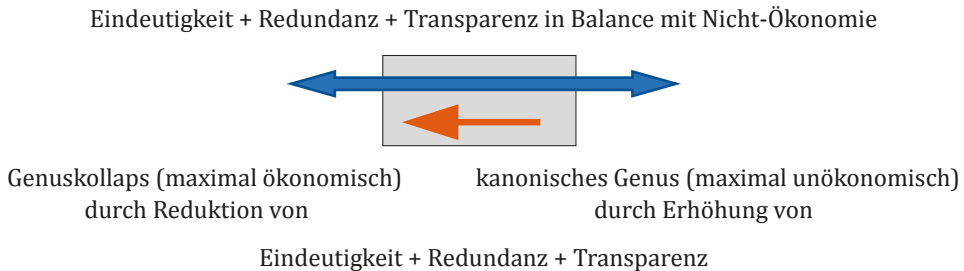 Eindeutigkeit + Redundanz + Transparenz in Balance mit Nicht-Ökonomie
Genuskollaps (maximal ökonomisch)
durch Reduktion von
kanonisches Genus (maximal unökonomisch)
durch Erhöhung von
Eindeutigkeit + Redundanz + Transparenz